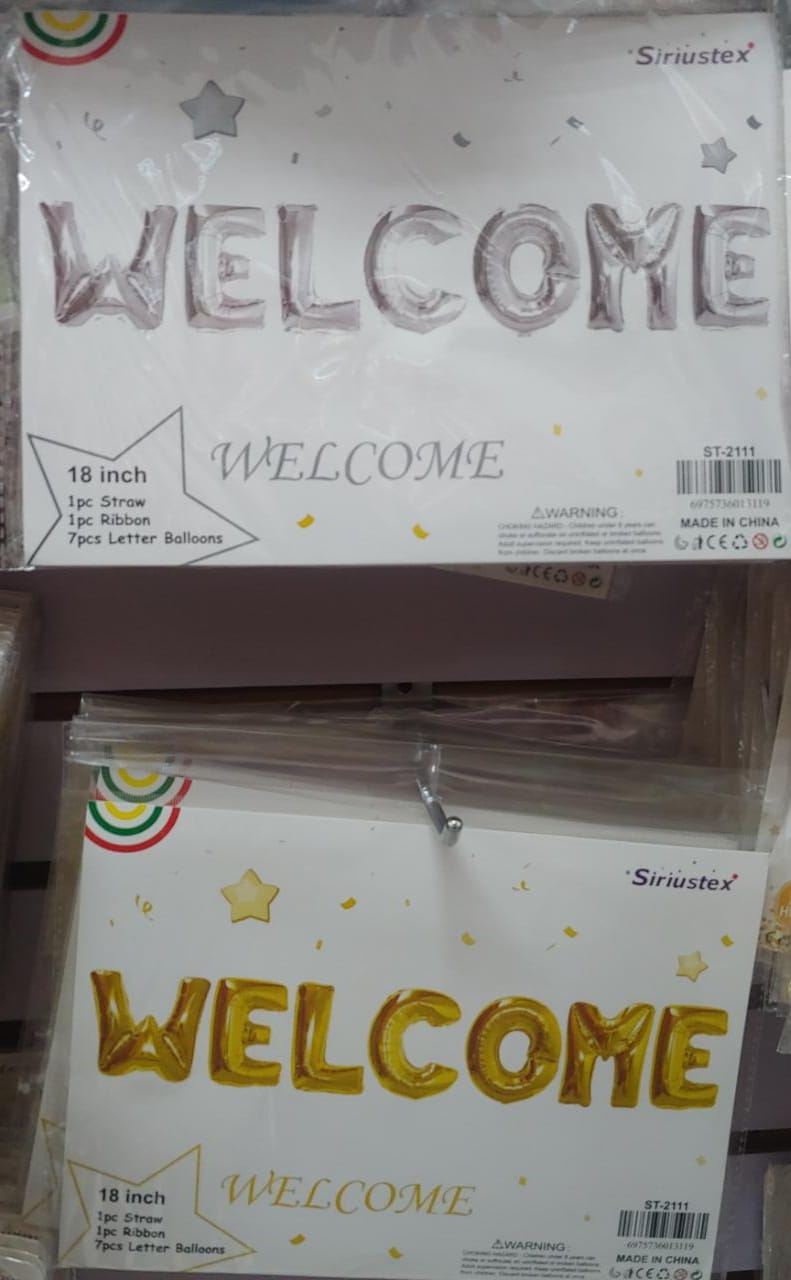 Siriustex
WELCOME
WELCOME
18 inch
1pc Straw
1pc Ribbon
7pcs Letter Balloons
ST-2111
6975736013119
MADE IN CHINA
CE
WARNING:
CHOKING HAZARD - Children under 8 years can
choke or suffocate on uninflated or broken balloons.
Adult supervision required. Keep uninflated balloons
from children. Discard broken balloons at once.
CE
Siriustex
WELCOME
WELCOME
18 inch
1pc Straw
1pc Ribbon
7pcs Letter Balloons
ST-2111
6975736013119
MADE IN CHINA
CE
WARNING: